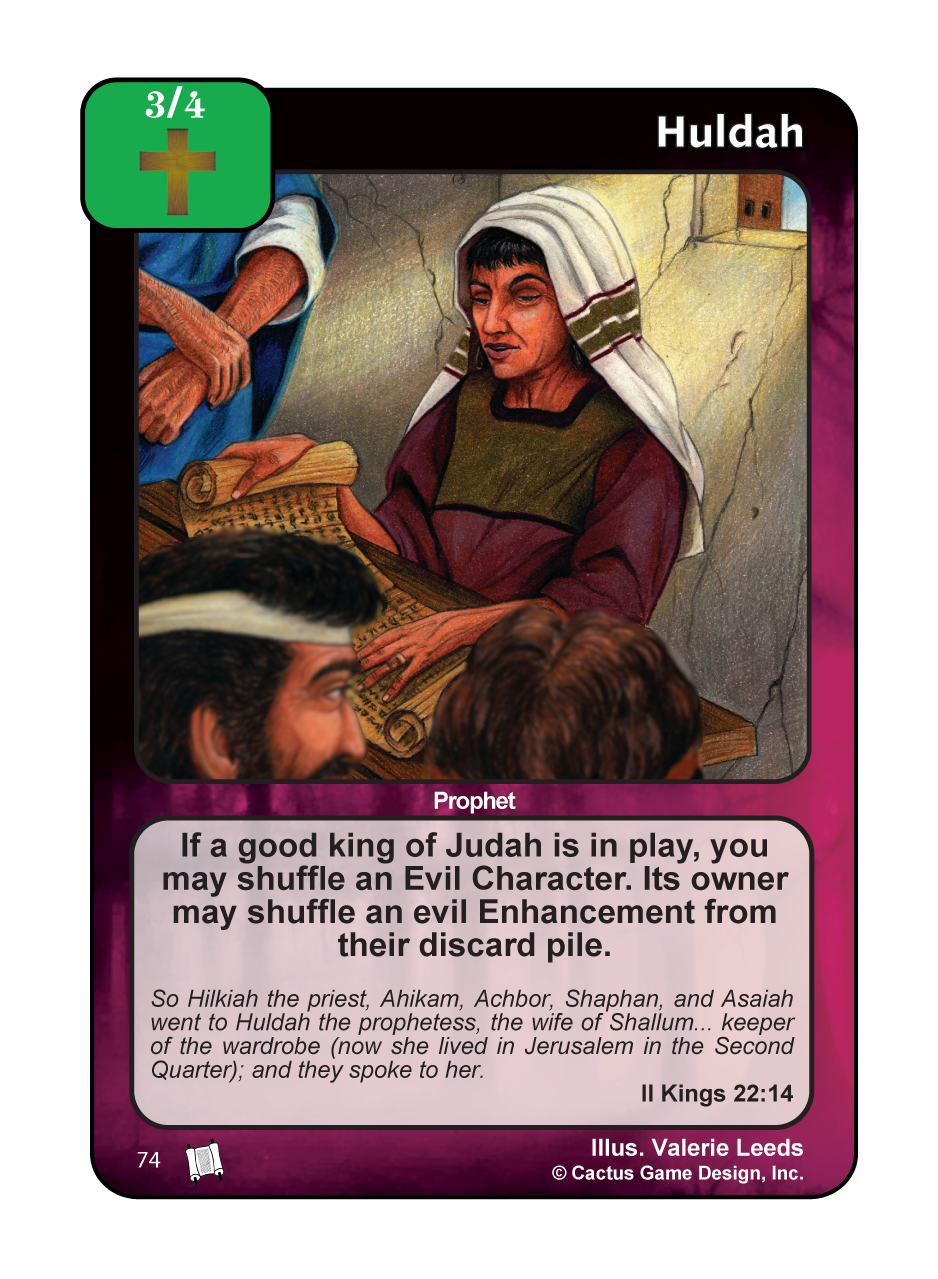 3/4
Huldah
Prophet
If a good king of Judah is in play, you
may shuffle an Evil Character. Its owner
may shuffle an evil Enhancement from
their discard pile.
So Hilkiah the priest, Ahikam, Achbor, Shaphan, and Asaiah
went to Huldah the prophetess, the wife of Shallum... keeper
of the wardrobe (now she lived in Jerusalem in the Second
Quarter); and they spoke to her.
II Kings 22:14
74
Illus. Valerie Leeds
© Cactus Game Design, Inc.